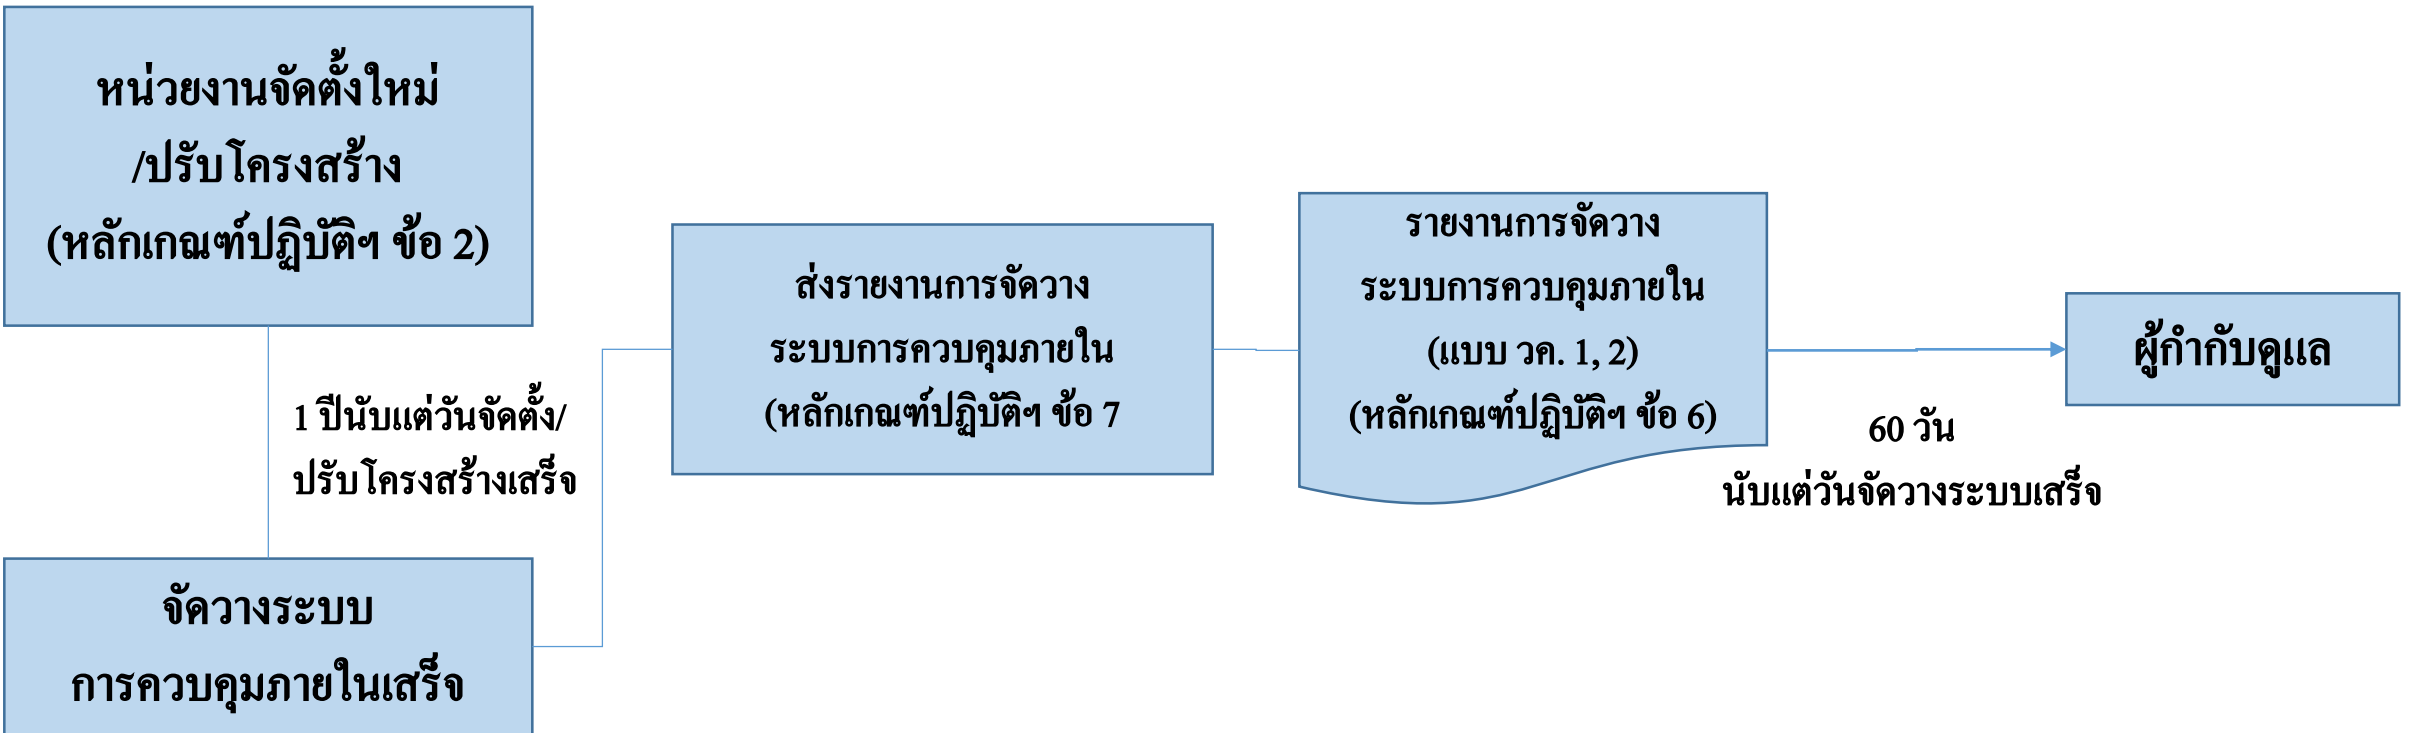 หน่วยงานจัดตั้งใหม่
/ปรับโครงสร้าง
(หลักเกณฑ์ปฏิบัติฯ ข้อ 2)
1 ปีนับแต่วันจัดตั้ง/
ปรับโครงสร้างเสร็จ
จัดวางระบบ
การควบคุมภายในเสร็จ
ส่งรายงานการจัดวาง
ระบบการควบคุมภายใน
(หลักเกณฑ์ปฏิบัติฯ ข้อ 7
รายงานการจัดวาง
ระบบการควบคุมภายใน
(แบบ วค. 1, 2)
(หลักเกณฑ์ปฏิบัติฯ ข้อ 6)
60 วัน
นับแต่วันจัดวางระบบเสร็จ
ผู้กำกับดูแล